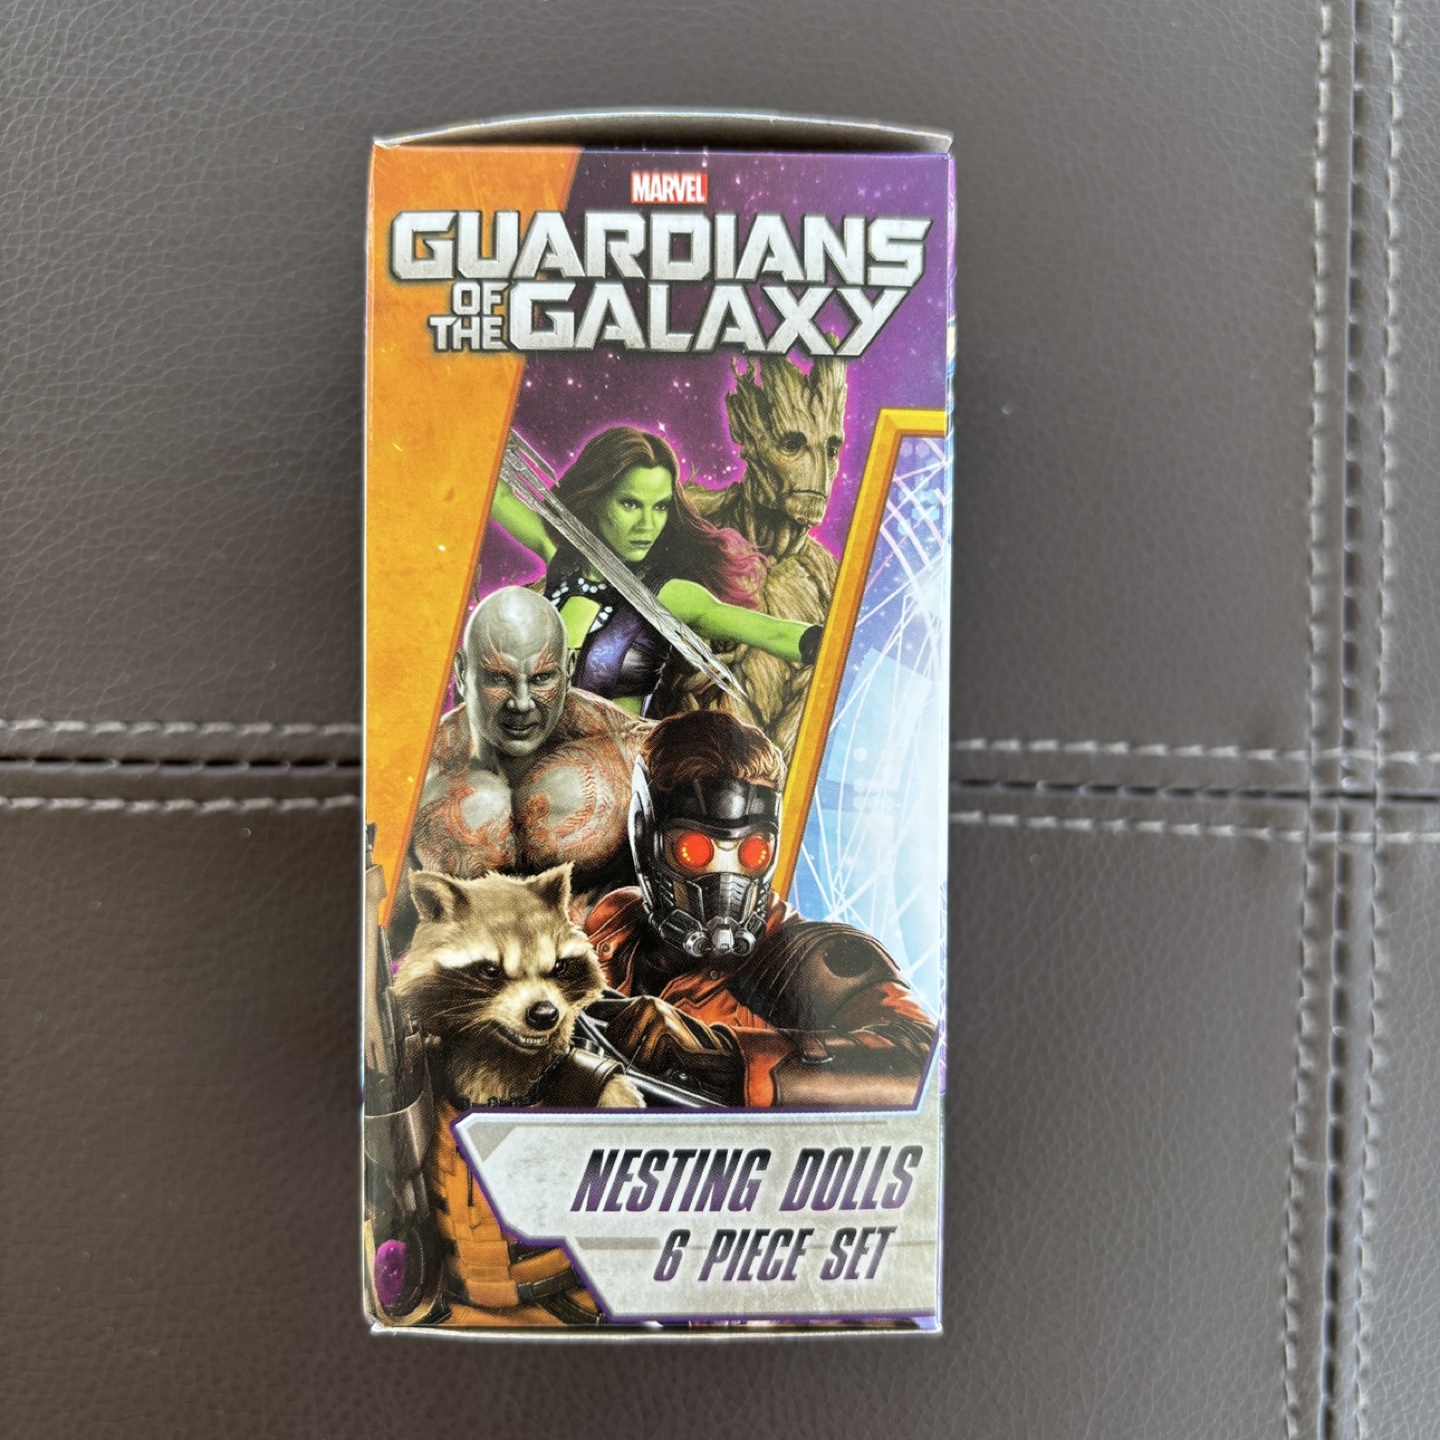 MARVEL
GUARDIANS
OF THE GALAXY
NESTING DOLLS
6 PIECE SET